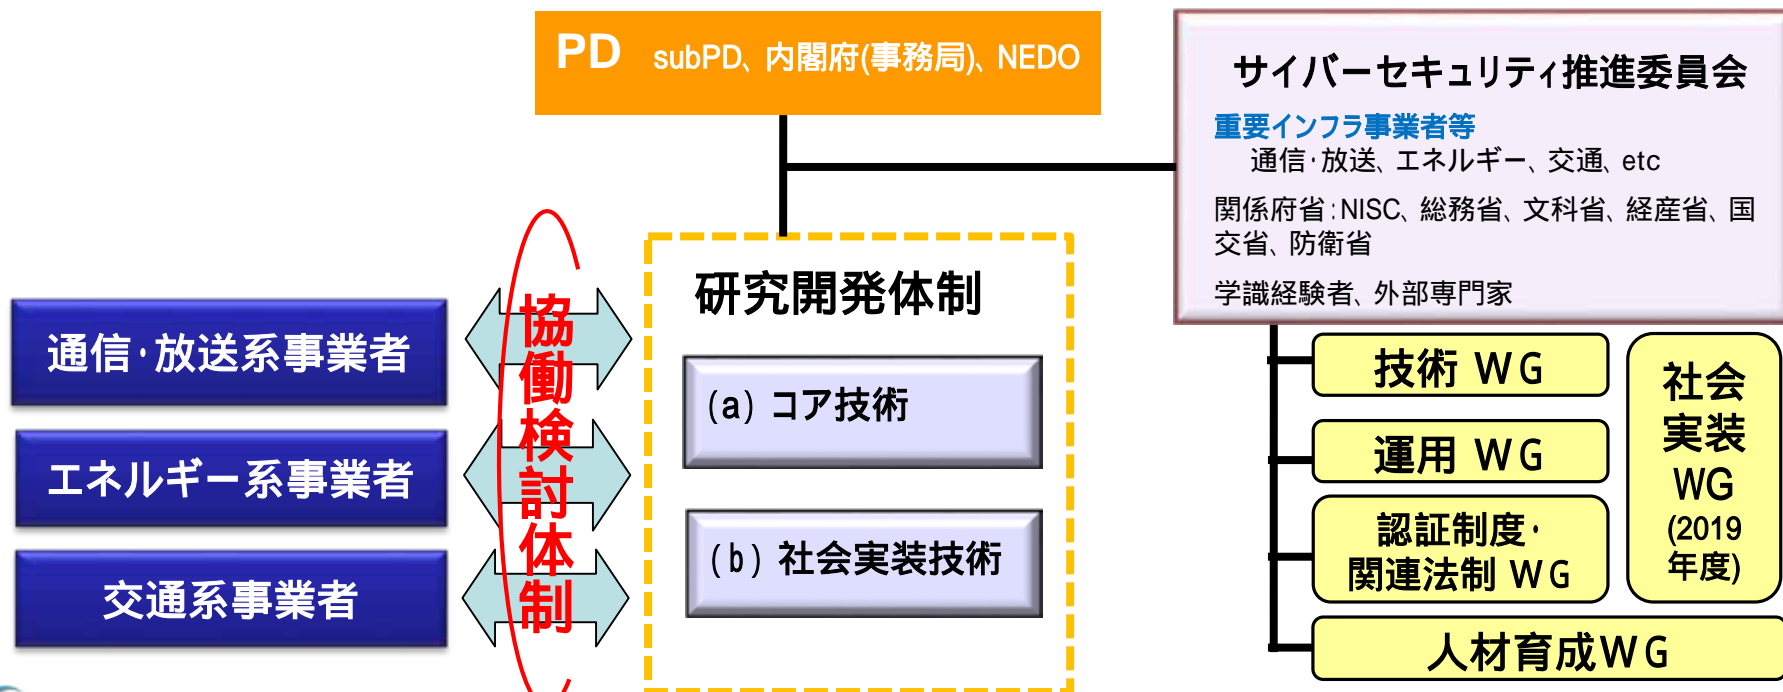 PD subPD、内閣府(事務局)、NEDO
サイバーセキュリティ推進委員会
重要インフラ事業者等
通信・放送、エネルギー、交通、etc
関係府省：NISC、総務省、文科省、経産省、国
交省、防衛省
学識経験者、外部専門家
技術 WG
運用 WG
認証制度・
関連法制 WG
人材育成WG
社会
実装
WG
(2019
年度)
研究開発体制
(a) コア技術
(b) 社会実装技術
協働検討体制
通信・放送系事業者
エネルギー系事業者
交通系事業者